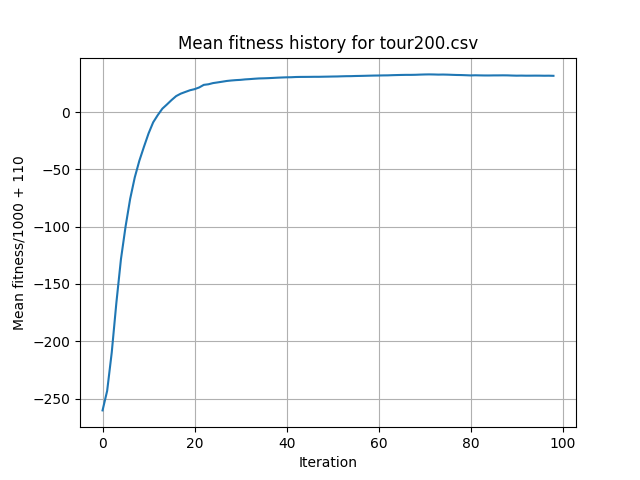 Mean fitness history for tour200.csv
Mean fitness/1000 + 110
0
−50
−100
−150
−200
−250
0 20 40 60 80 100
Iteration